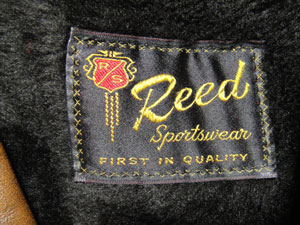 R S
Reed
Sportswear
FIRST IN QUALITY